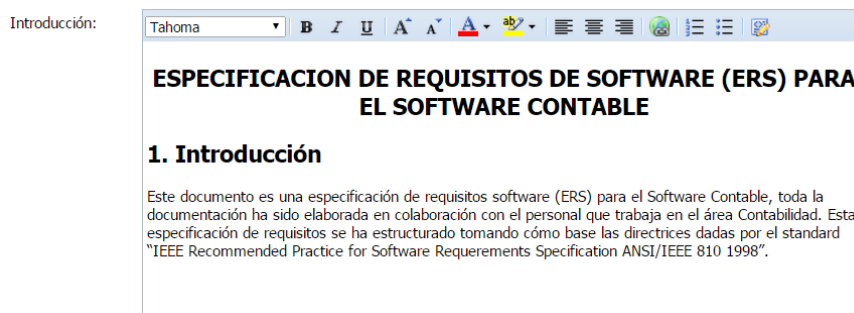 Introducción:
Tahoma
B I U A A A ab
ESPECIFICACION DE REQUISITOS DE SOFTWARE (ERS) PARA
EL SOFTWARE CONTABLE
1. Introducción
Este documento es una especificación de requisitos software (ERS) para el Software Contable, toda la
documentación ha sido elaborada en colaboración con el personal que trabaja en el área Contabilidad. Esta
especificación de requisitos se ha estructurado tomando cómo base las directrices dadas por el standard
“IEEE Recommended Practice for Software Requerements Specification ANSI/IEEE 810 1998”.